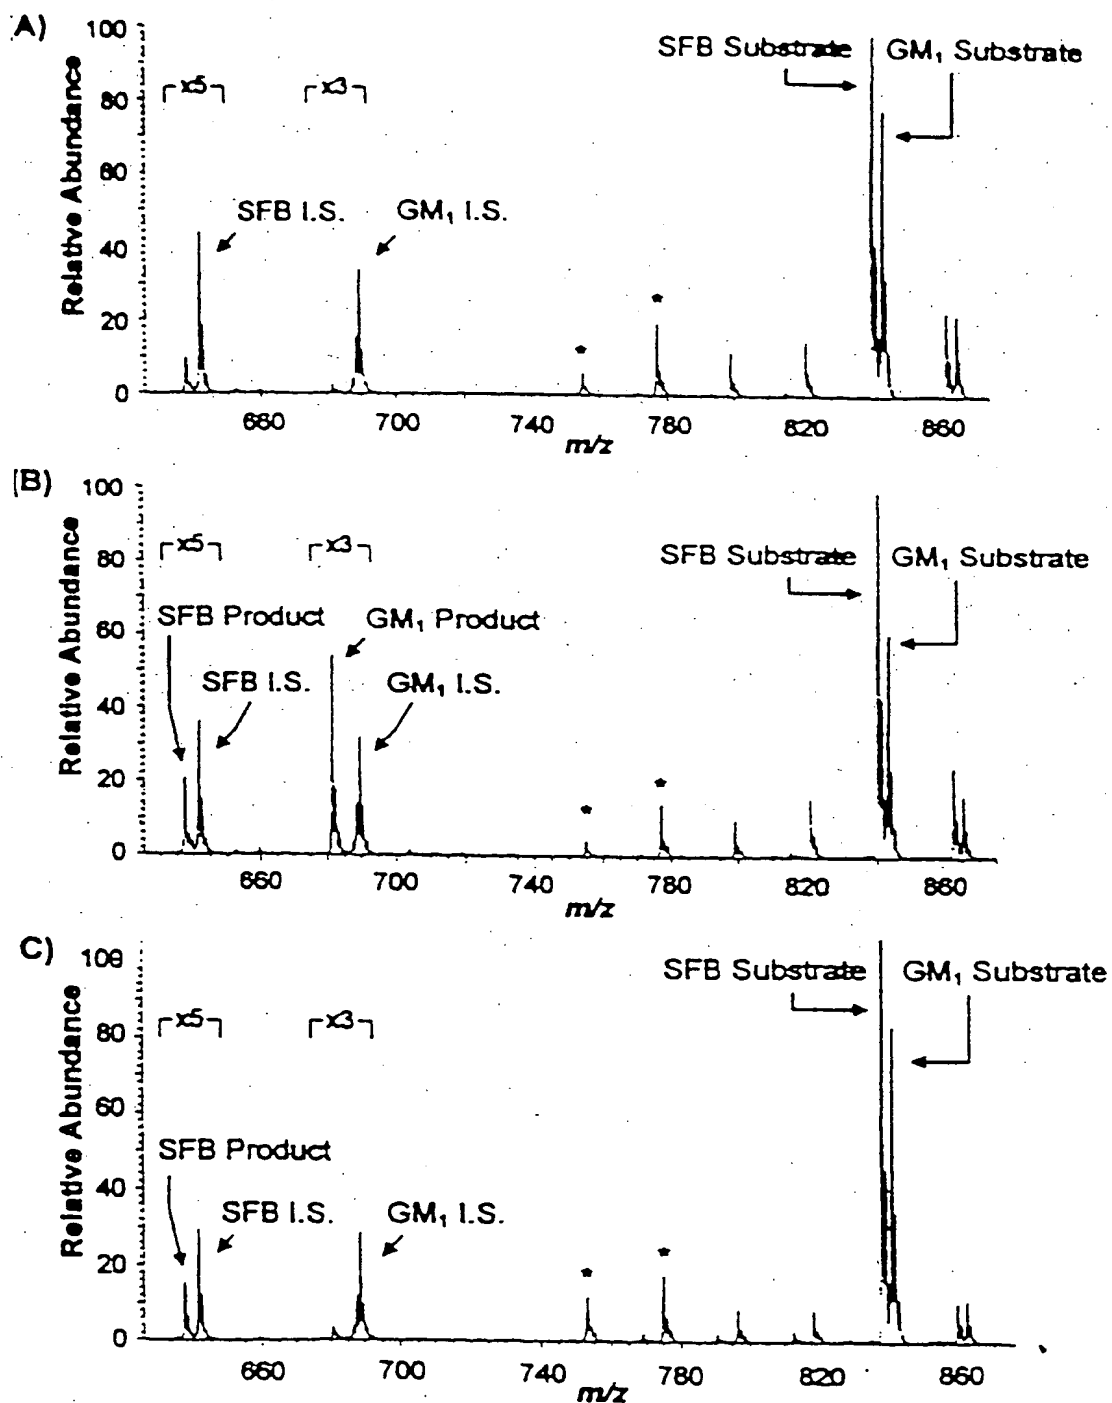 A)
100
80
60
40
20
0
Relative Abundance
x5
x3
SFB I.S.
GM₁ I.S.
SFB Substrate
GM₁ Substrate
*
*
660
700
740
780
820
860
m/z
(B)
100
80
60
40
20
0
Relative Abundance
x5
x3
SFB Product
SFB I.S.
GM₁ Product
GM₁ I.S.
SFB Substrate
GM₁ Substrate
*
*
660
700
740
780
820
860
m/z
C)
100
80
60
40
20
0
Relative Abundance
x5
x3
SFB Product
SFB I.S.
GM₁ I.S.
SFB Substrate
GM₁ Substrate
*
*
660
700
740
780
820
860
m/z